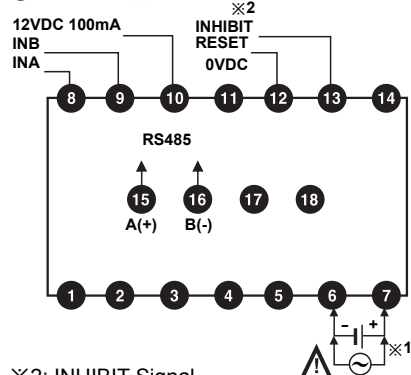 ※2
12VDC 100mA
INHIBIT
INB
RESET
INA
0VDC
8 9 10 11 12 13 14
RS485
15 16 17 18
A(+) B(-)
1 2 3 4 5 6 7
- +
※1
※2: INHIBIT Signal